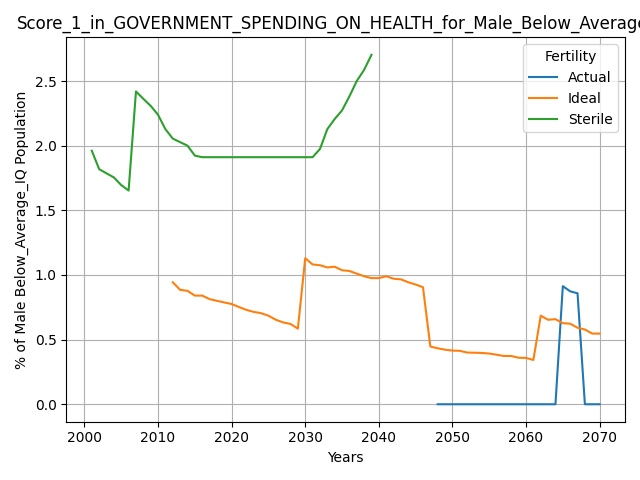 Score_1_in_GOVERNMENT_SPENDING_ON_HEALTH_for_Male_Below_Average
Fertility
Actual
Ideal
Sterile
% of Male Below_Average_IQ Population
2.5
2.0
1.5
1.0
0.5
0.0
2000 2010 2020 2030 2040 2050 2060 2070
Years